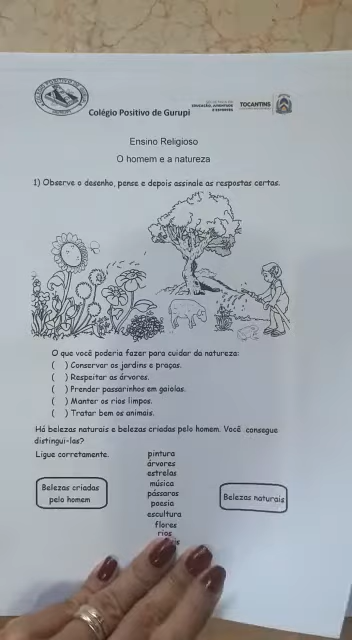 Colégio Positivo de Gurupi
TOCANTINS
Ensino Religioso
O homem e a natureza
1) Observe o desenho, pense e depois assinale as respostas certas.
O que você poderia fazer para cuidar da natureza:
( ) Conservar os jardins e praças.
( ) Respeitar as árvores.
( ) Prender passarinhos em gaiolas.
( ) Manter os rios limpos.
( ) Tratar bem os animais.
Há belezas naturais e belezas criadas pelo homem. Você consegue
distingui-las?
Ligue corretamente.
pintura
árvores
estrelas
música
pássaros
poesia
escultura
flores
rios
Belezas criadas
pelo homem
Belezas naturais